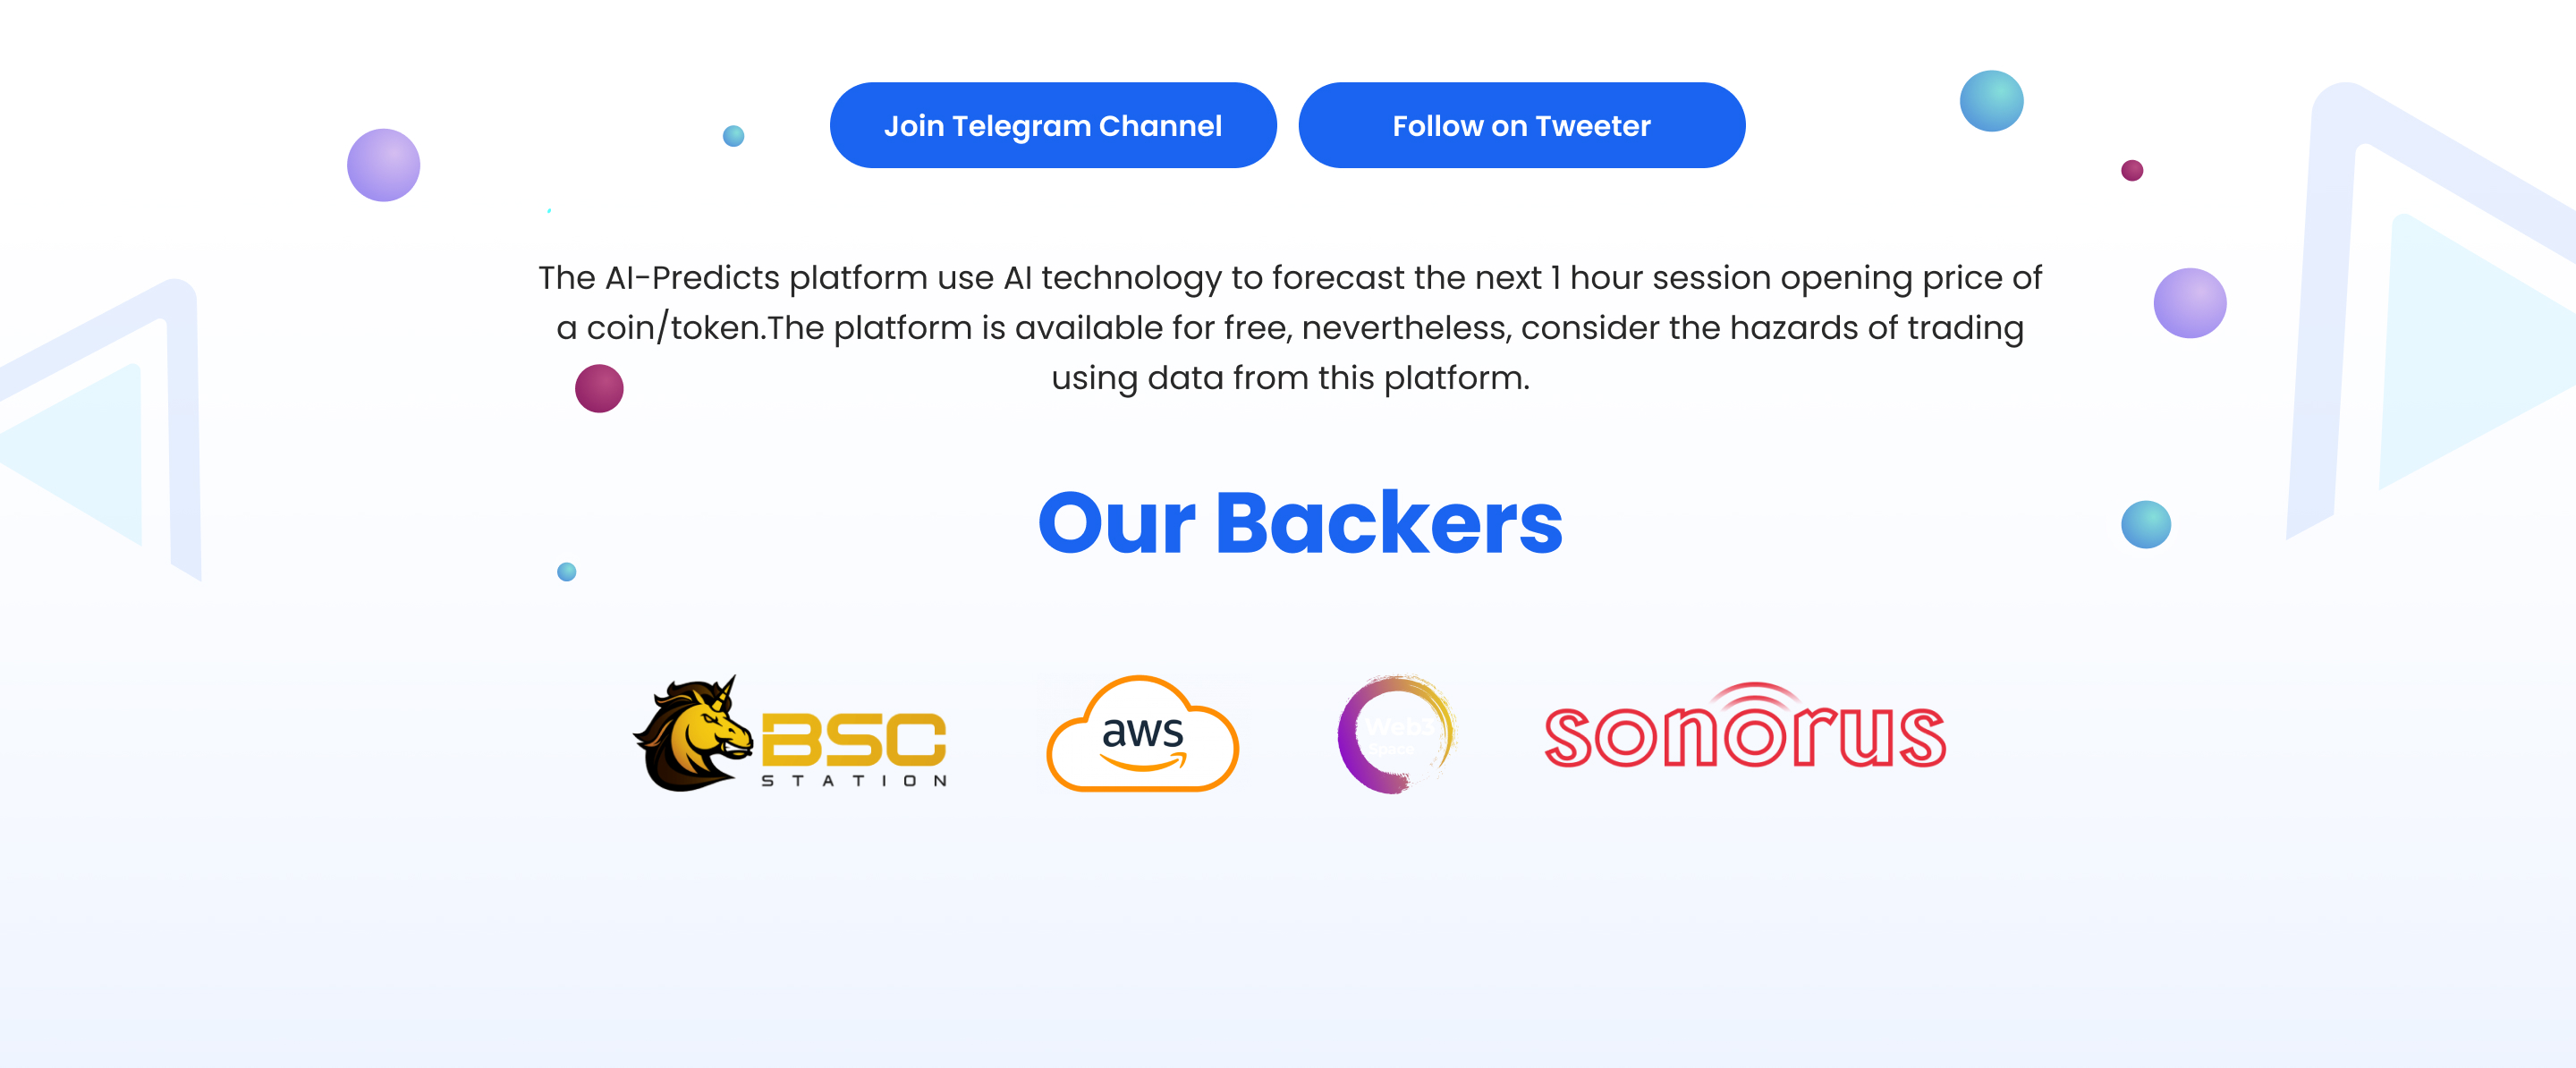 Join Telegram Channel
Follow on Tweeter
The AI-Predicts platform use AI technology to forecast the next 1 hour session opening price of
a coin/token.The platform is available for free, nevertheless, consider the hazards of trading
using data from this platform.
Our Backers
BSC
STATION
aws
Web3
Space
sonorus